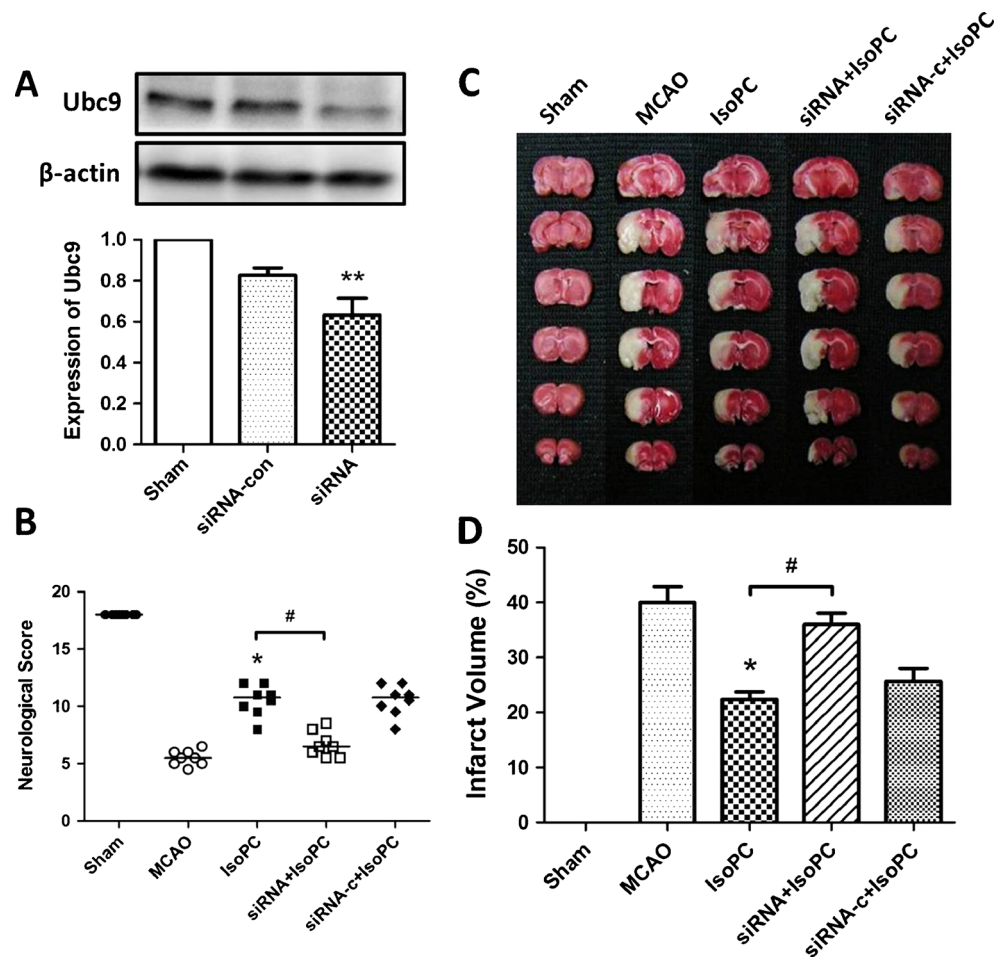 A
Ubc9
β-actin
Expression of Ubc9
1.0
0.8
0.6
0.4
0.2
0.0
**
Sham
siRNA-con
siRNA
B
Neurological Score
20
15
10
5
0
*
#
Sham
MCAO
IsoPC
siRNA+IsoPC
siRNA-c+IsoPC
C
Sham
MCAO
IsoPC
siRNA+IsoPC
siRNA-c+IsoPC
D
Infarct Volume (%)
50
40
30
20
10
0
*
#
Sham
MCAO
IsoPC
siRNA+IsoPC
siRNA-c+IsoPC